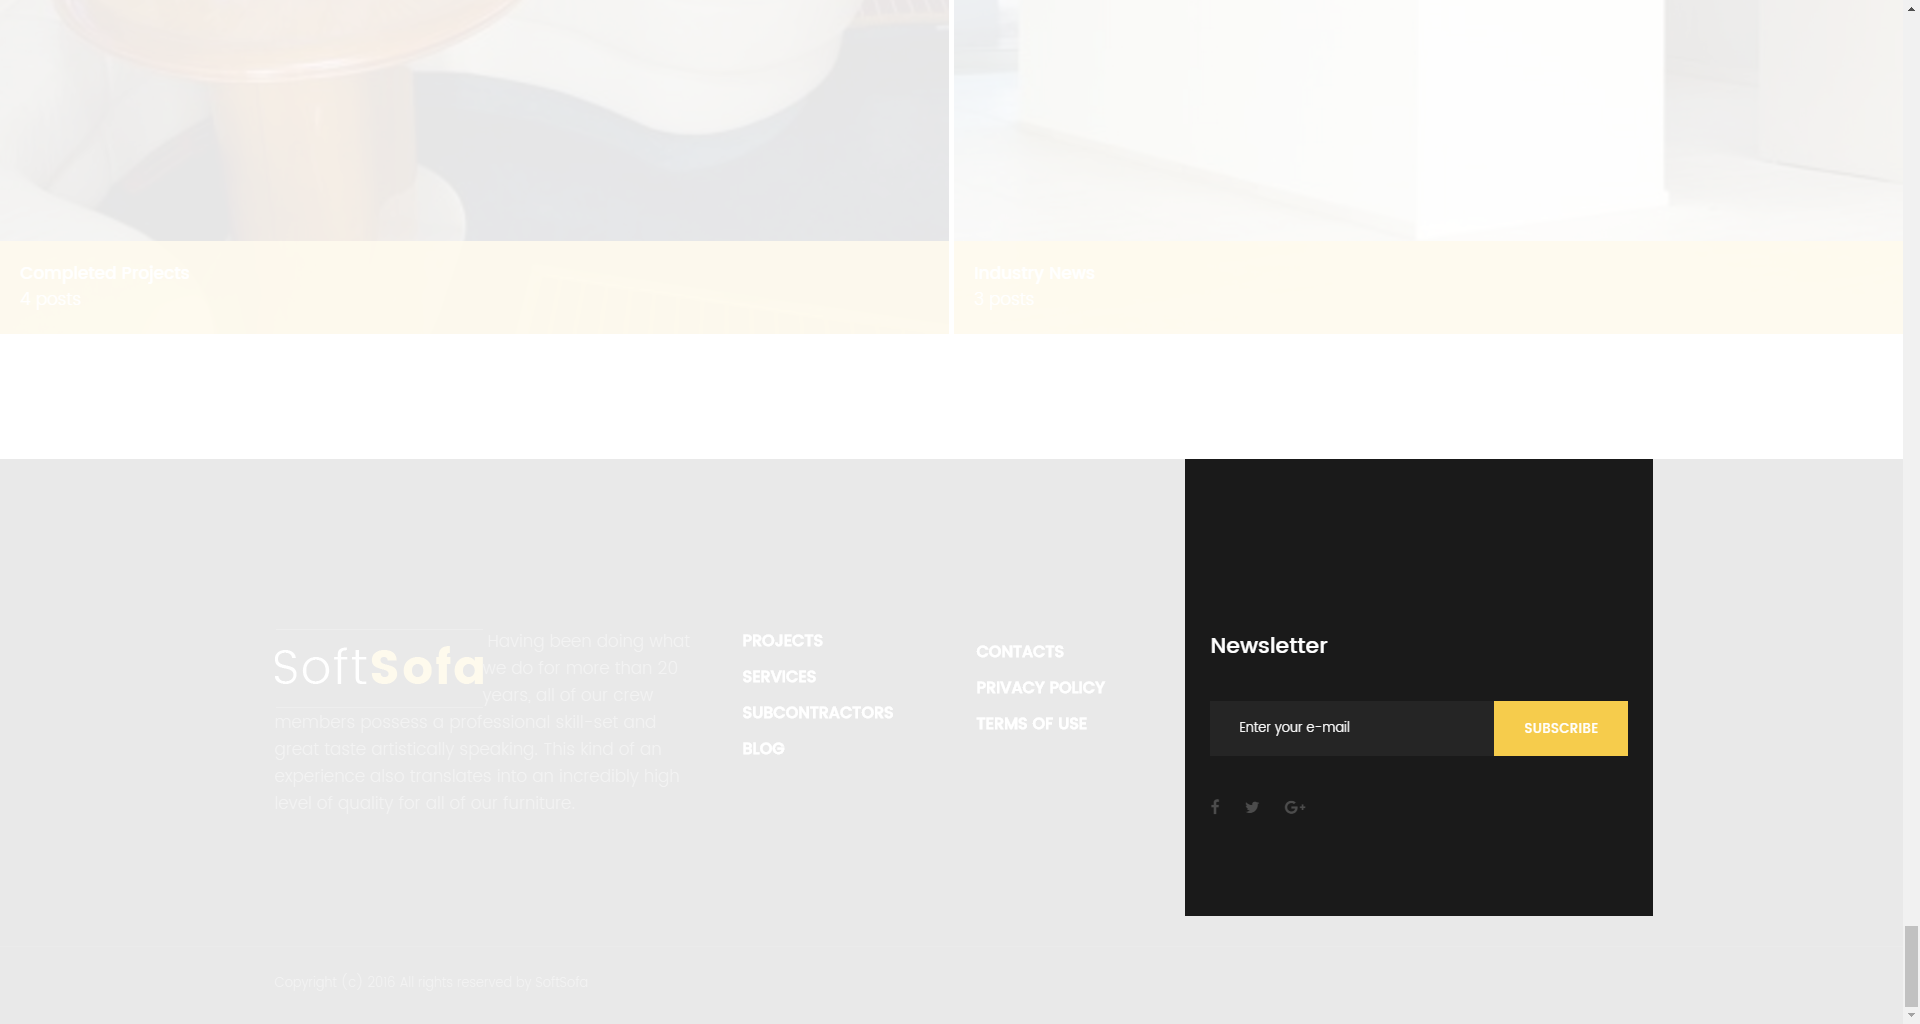 Completed Projects
4 posts
Industry News
3 posts
SoftSofa
Having been doing what
we do for more than 20
years, all of our crew
members possess a professional skill-set and
great taste artistically speaking. This kind of an
experience also translates into an incredibly high
level of quality for all of our furniture.
PROJECTS
SERVICES
SUBCONTRACTORS
BLOG
CONTACTS
PRIVACY POLICY
TERMS OF USE
Newsletter
Enter your e-mail
SUBSCRIBE
Copyright (c) 2016 All rights reserved by SoftSofa